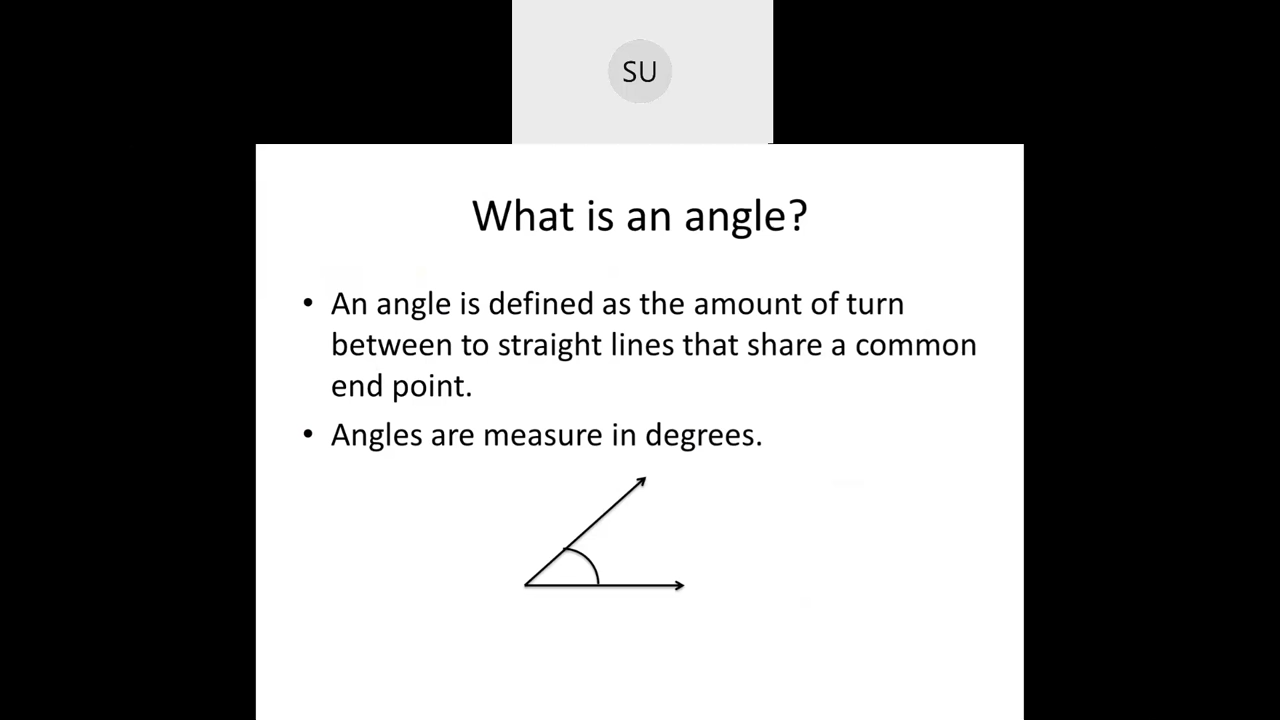 SU
What is an angle?
• An angle is defined as the amount of turn
between to straight lines that share a common
end point.
• Angles are measure in degrees.